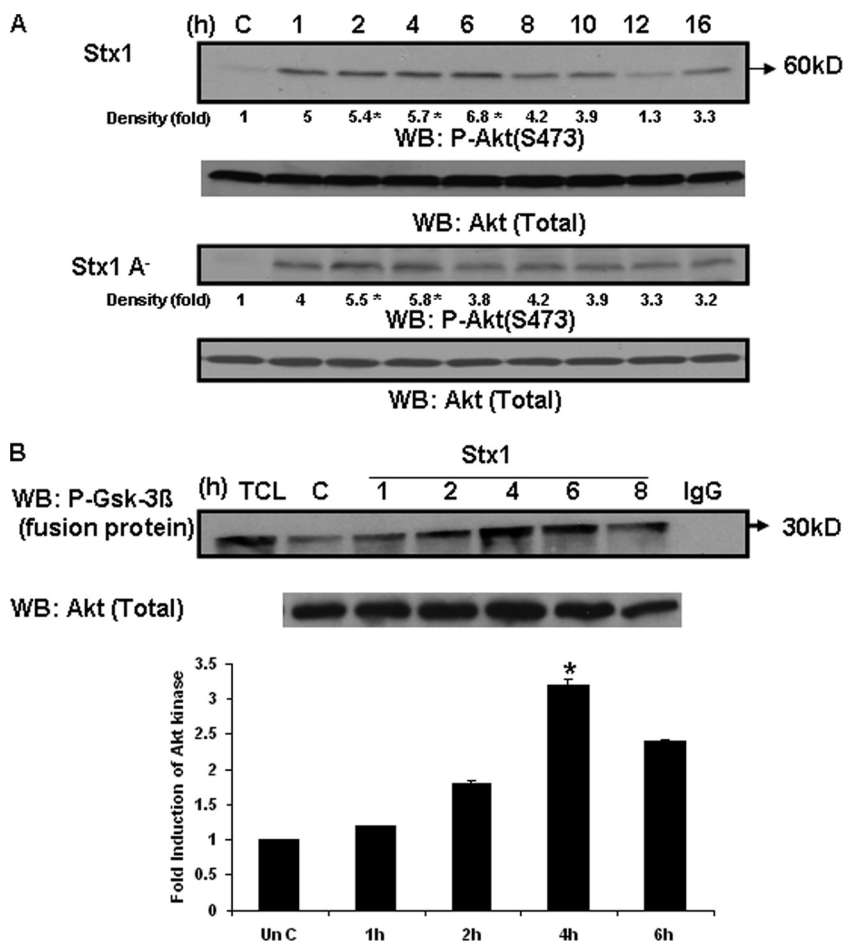 A
(h) C 1 2 4 6 8 10 12 16
Stx1
60kD
Density (fold) 1 5 5.4* 5.7* 6.8* 4.2 3.9 1.3 3.3
WB: P-Akt(S473)
WB: Akt (Total)
Stx1 A-
Density (fold) 1 4 5.5* 5.8* 3.8 4.2 3.9 3.3 3.2
WB: P-Akt(S473)
WB: Akt (Total)
B
Stx1
(h) TCL C 1 2 4 6 8 IgG
WB: P-Gsk-3ß
(fusion protein)
30kD
WB: Akt (Total)
Fold Induction of Akt kinase
3.5
3
2.5
2
1.5
1
0.5
0
*
Un C 1h 2h 4h 6h